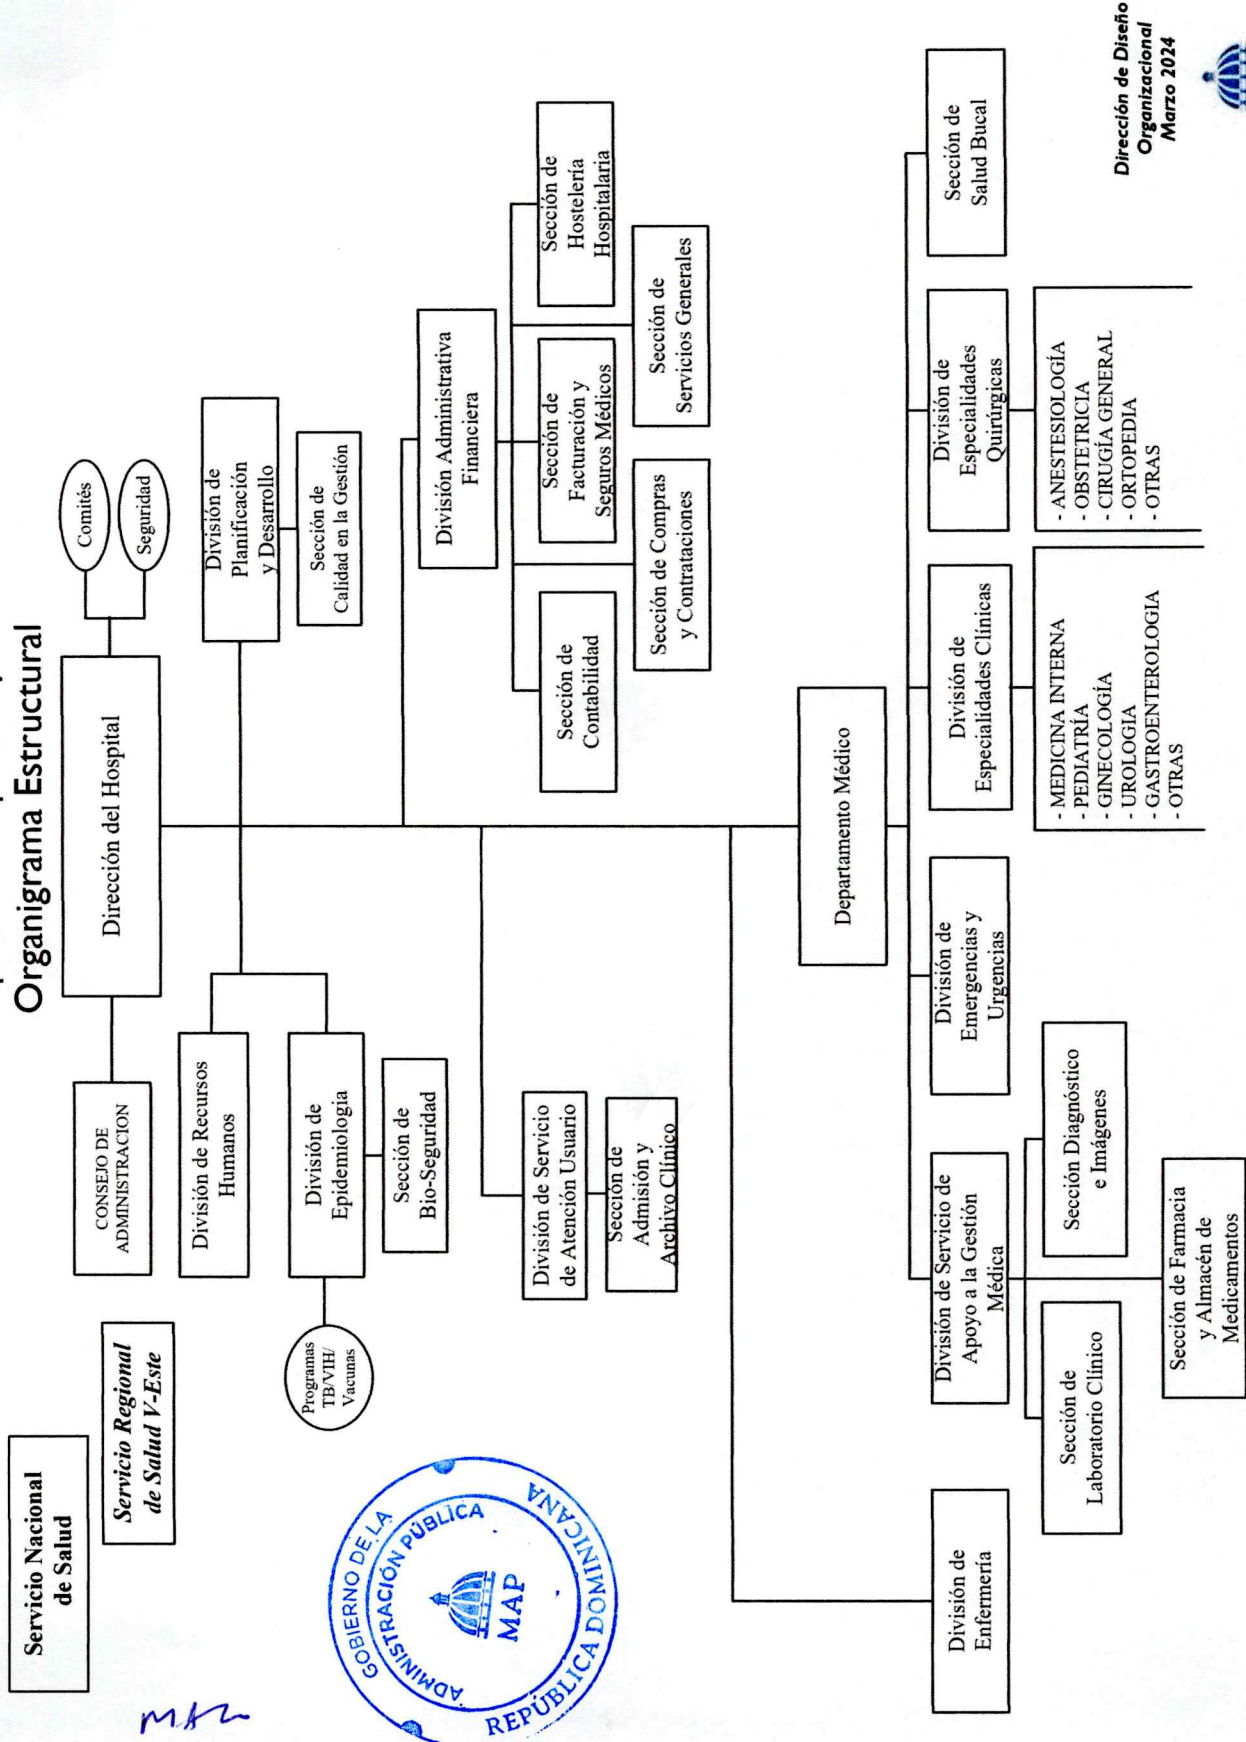 Organigrama Estructural
Servicio Nacional
de Salud
Servicio Regional
de Salud V-Este
CONSEJO DE
ADMINISTRACION
Dirección del Hospital
Comités
Seguridad
División de Recursos
Humanos
División de
Planificación
y Desarrollo
Sección de
Calidad en la Gestión
División de
Epidemiologia
Programas
TB/VIH/
Vacunas
Sección de
Bio-Seguridad
División Administrativa
Financiera
Sección de
Contabilidad
Sección de
Facturación y
Seguros Médicos
Sección de
Hostelería
Hospitalaria
Sección de Compras
y Contrataciones
Sección de
Servicios Generales
División de Servicio
de Atención Usuario
Sección de
Admisión y
Archivo Clínico
GOBIERNO DE LA
REPÚBLICA DOMINICANA
ADMINISTRACIÓN PÚBLICA
MAP
Departamento Médico
División de
Enfermería
División de Servicio de
Apoyo a la Gestión
Médica
División de
Emergencias y
Urgencias
División de
Especialidades Clínicas
División de
Especialidades
Quirúrgicas
Sección de
Salud Bucal
Sección de
Laboratorio Clínico
Sección Diagnóstico
e Imágenes
Sección de Farmacia
y Almacén de
Medicamentos
- MEDICINA INTERNA
- PEDIATRÍA
- GINECOLOGÍA
- UROLOGIA
- GASTROENTEROLOGIA
- OTRAS
- ANESTESIOLOGÍA
- OBSTETRICIA
- CIRUGÍA GENERAL
- ORTOPEDIA
- OTRAS
Dirección de Diseño
Organizacional
Marzo 2024